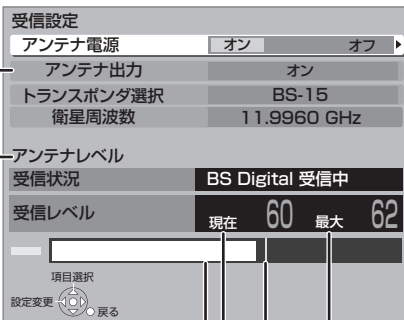 受信設定
アンテナ電源 オン オフ
アンテナ出力 オン
トランスポンダ選択 BS-15
衛星周波数 11.9960 GHz
アンテナレベル
受信状況 BS Digital 受信中
受信レベル 現在 60 最大 62
項目選択
設定変更
戻る